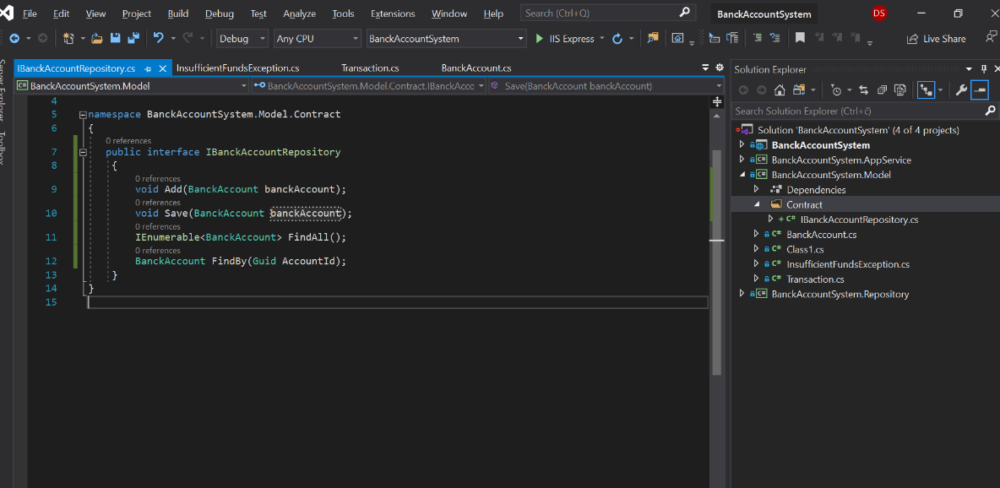 File Edit View Project Build Debug Test Analyze Tools Extensions Window Help Search (Ctrl+Q) BanckAccountSystem DS
Debug Any CPU BanckAccountSystem IIS Express Live Share
Server Explorer
Toolbox
IBanckAccountRepository.cs InsufficientFundsException.cs Transaction.cs BanckAccount.cs
BanckAccountSystem.Model BanckAccountSystem.Model.Contract.IBanckAcco Save(BanckAccount banckAccount)
4
5 namespace BanckAccountSystem.Model.Contract
6 {
0 references
7 public interface IBanckAccountRepository
8 {
0 references
9 void Add(BanckAccount banckAccount);
0 references
10 void Save(BanckAccount banckAccount);
0 references
11 IEnumerable<BanckAccount> FindAll();
0 references
12 BanckAccount FindBy(Guid AccountId);
13 }
14 }
15
Solution Explorer
Search Solution Explorer (Ctrl+č)
Solution 'BanckAccountSystem' (4 of 4 projects)
BanckAccountSystem
C# BanckAccountSystem.AppService
C# BanckAccountSystem.Model
Dependencies
Contract
C# IBanckAccountRepository.cs
C# BanckAccount.cs
C# Class1.cs
C# InsufficientFundsException.cs
C# Transaction.cs
C# BanckAccountSystem.Repository